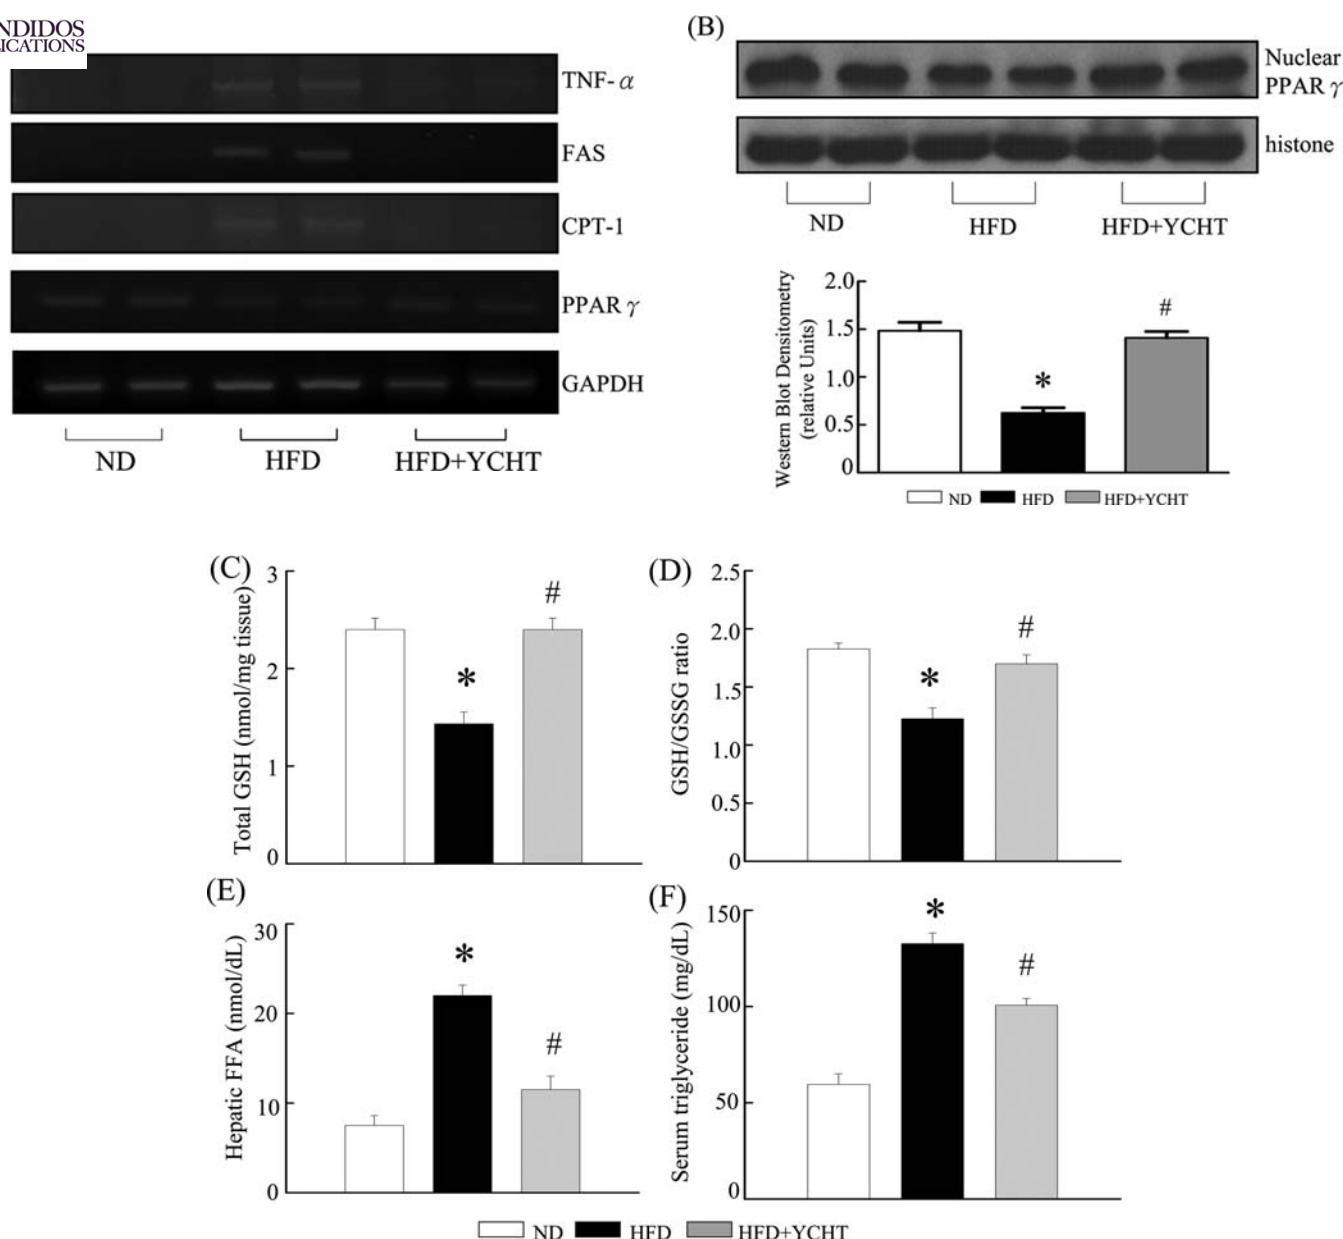 NDIDOS
LICATIONS
TNF-α
FAS
CPT-1
PPAR γ
GAPDH
ND HFD HFD+YCHT
(B)
Nuclear
PPAR γ
histone
ND HFD HFD+YCHT
Western Blot Densitometry
(relative Units)
2.0
1.5
1.0
0.5
0
*
#
ND HFD HFD+YCHT
(C)
Total GSH (nmol/mg tissue)
3
2
1
0
*
#
(D)
GSH/GSSG ratio
2.5
2.0
1.5
1.0
0.5
0
*
#
(E)
Hepatic FFA (nmol/dL)
30
20
10
0
*
#
(F)
Serum triglyceride (mg/dL)
150
100
50
0
*
#
ND HFD HFD+YCHT